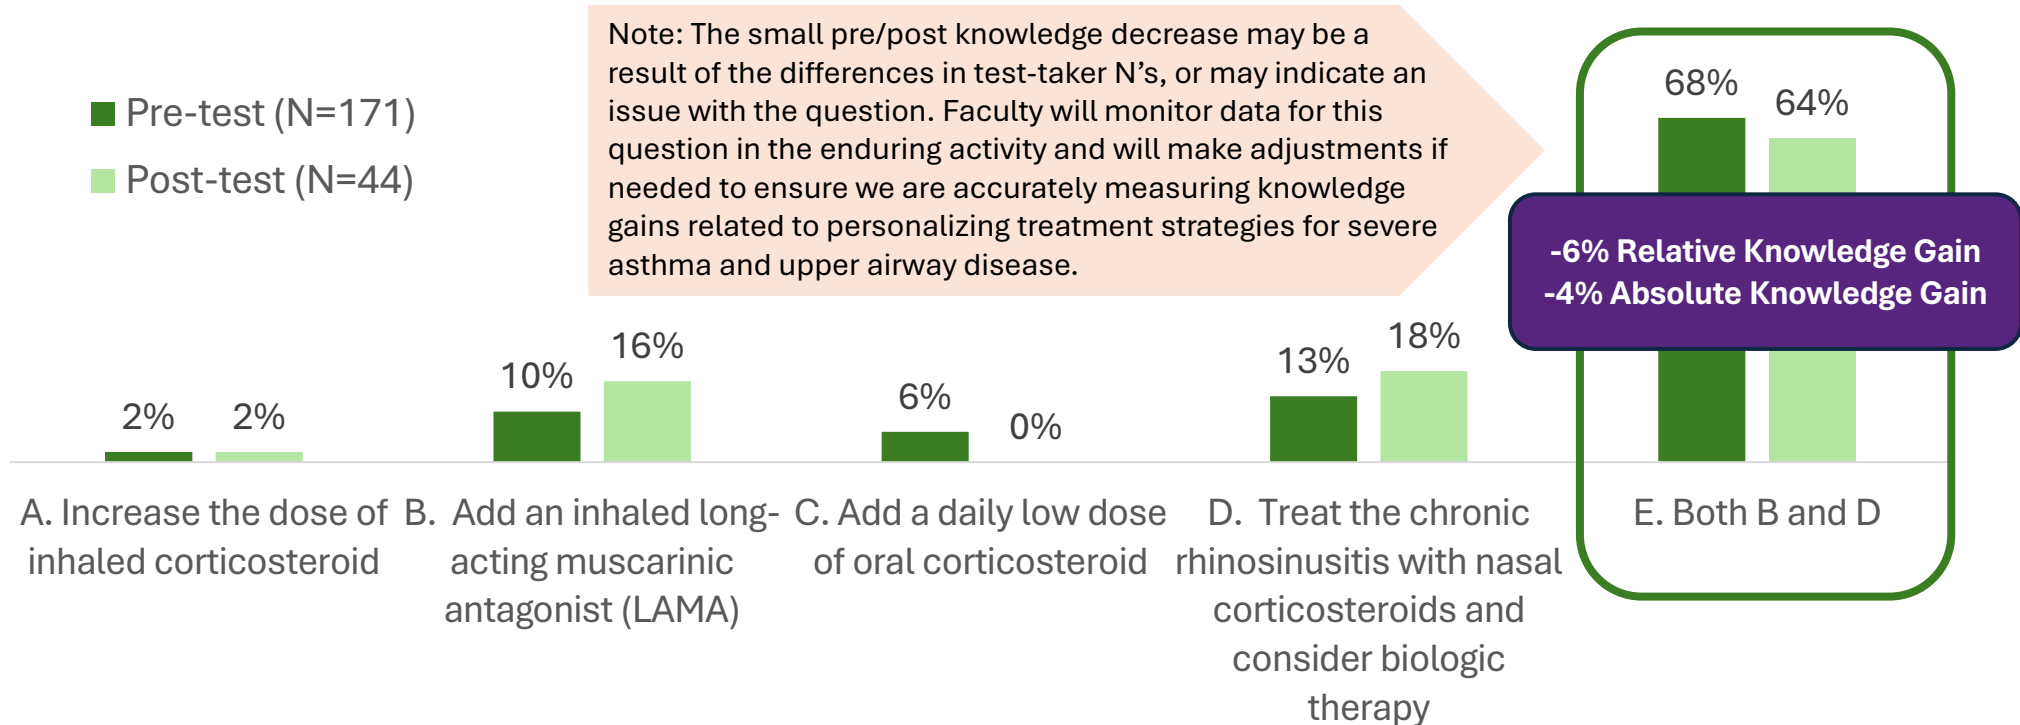 Note: The small pre/post knowledge decrease may be a
result of the differences in test-taker N’s, or may indicate an
issue with the question. Faculty will monitor data for this
question in the enduring activity and will make adjustments if
needed to ensure we are accurately measuring knowledge
gains related to personalizing treatment strategies for severe
asthma and upper airway disease.
Pre-test (N=171)
Post-test (N=44)
68%
64%
-6% Relative Knowledge Gain
-4% Absolute Knowledge Gain
2%
2%
10%
16%
6%
0%
13%
18%
A. Increase the dose of
inhaled corticosteroid
B. Add an inhaled long-
acting muscarinic
antagonist (LAMA)
C. Add a daily low dose
of oral corticosteroid
D. Treat the chronic
rhinosinusitis with nasal
corticosteroids and
consider biologic
therapy
E. Both B and D